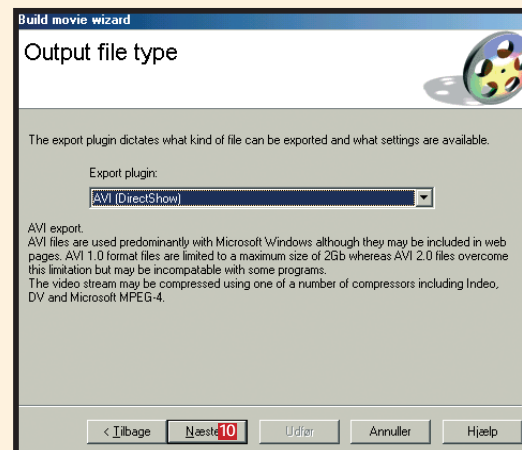 Build movie wizard
Output file type
The export plugin dictates what kind of file can be exported and what settings are available.
Export plugin:
AVI (DirectShow)
AVI export.
AVI files are used predominantly with Microsoft Windows although they may be included in web
pages. AVI 1.0 format files are limited to a maximum size of 2Gb whereas AVI 2.0 files overcome
this limitation but may be incompatable with some programs.
The video stream may be compressed using one of a number of compressors including Indeo,
DV and Microsoft MPEG-4.
< Tilbage Næste 10 Udfør Annuller Hjælp